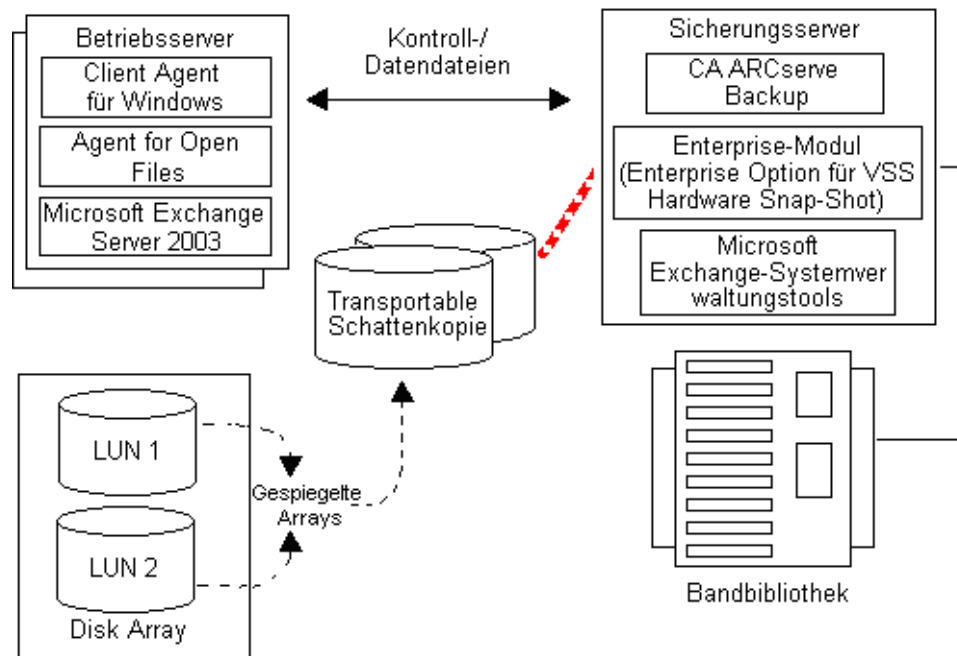 Betriebsserver
Client Agent
für Windows
Agent for Open
Files
Microsoft Exchange
Server 2003
Kontroll-/
Datendateien
Sicherungsserver
CA ARCserve
Backup
Enterprise-Modul
(Enterprise Option für VSS
Hardware Snap-Shot)
Microsoft
Exchange-Systemver
waltungstools
Transportable
Schattenkopie
LUN 1
LUN 2
Disk Array
Gespiegelte
Arrays
Bandbibliothek